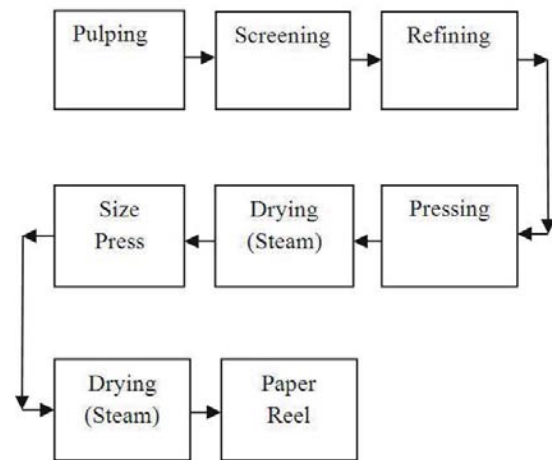 Pulping
Screening
Refining
Size
Press
Drying
(Steam)
Pressing
Drying
(Steam)
Paper
Reel